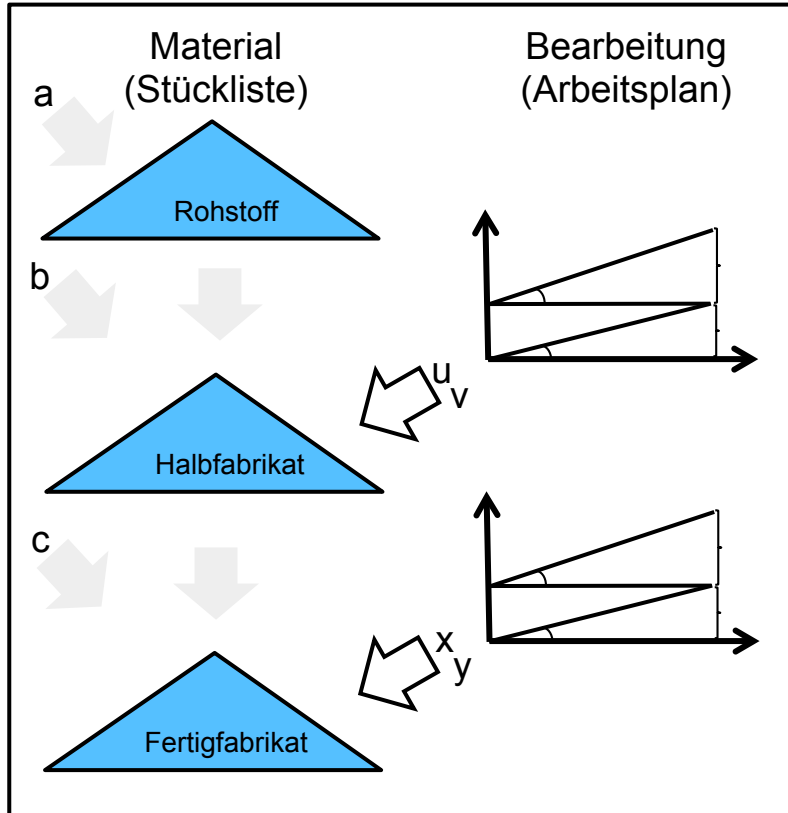 Material
(Stückliste)
Bearbeitung
(Arbeitsplan)
a
Rohstoff
b
u
v
Halbfabrikat
c
x
y
Fertigfabrikat